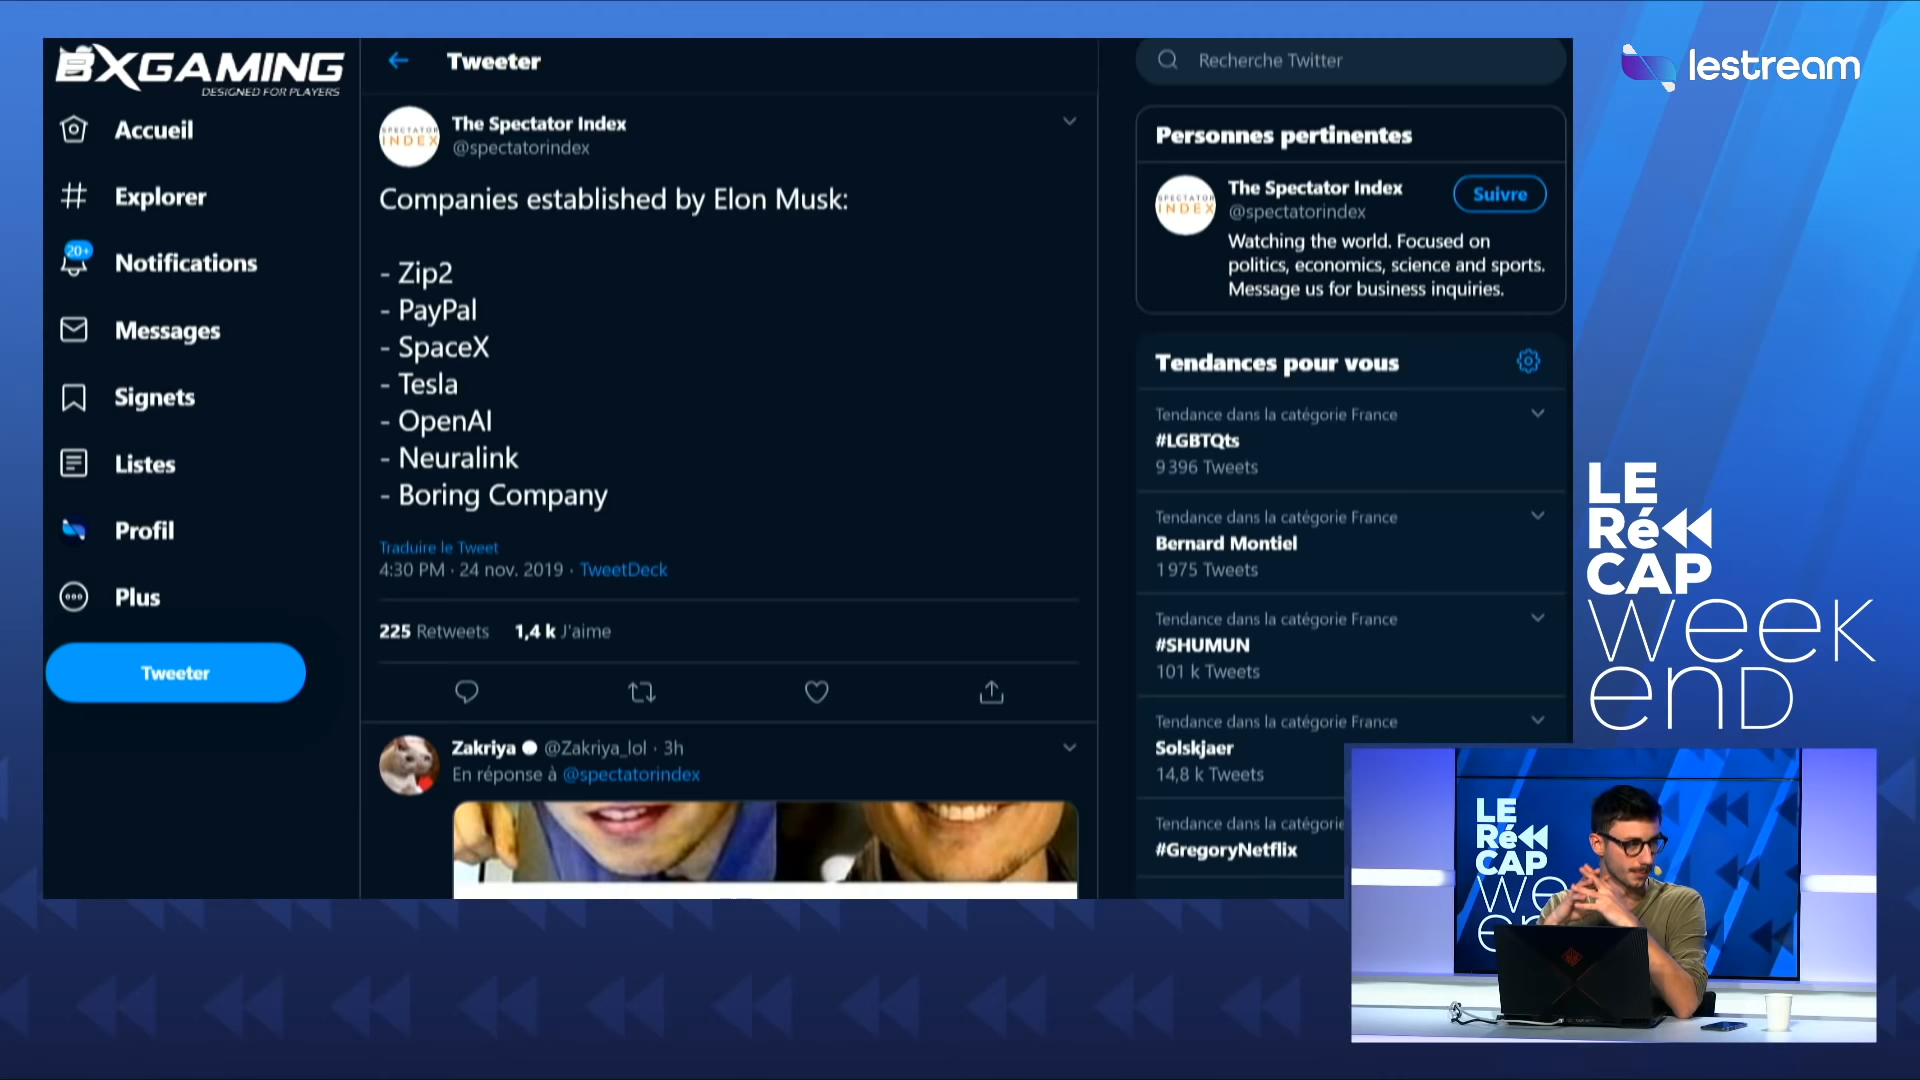 BXGAMING
DESIGNED FOR PLAYERS
Accueil
Explorer
20+
Notifications
Messages
Signets
Listes
Profil
Plus
Tweeter
Tweeter
SPECTATOR
INDEX
The Spectator Index
@spectatorindex
Companies established by Elon Musk:
- Zip2
- PayPal
- SpaceX
- Tesla
- OpenAI
- Neuralink
- Boring Company
Traduire le Tweet
4:30 PM · 24 nov. 2019 · TweetDeck
225 Retweets 1,4 k J'aime
Zakriya @Zakriya_lol · 3h
En réponse à @spectatorindex
Recherche Twitter
Personnes pertinentes
SPECTATOR
INDEX
The Spectator Index
@spectatorindex
Suivre
Watching the world. Focused on
politics, economics, science and sports.
Message us for business inquiries.
Tendances pour vous
Tendance dans la catégorie France
#LGBTQts
9 396 Tweets
Tendance dans la catégorie France
Bernard Montiel
1 975 Tweets
Tendance dans la catégorie France
#SHUMUN
101 k Tweets
Tendance dans la catégorie France
Solskjaer
14,8 k Tweets
Tendance dans la catégorie
#GregoryNetflix
lestream
LE
Ré
CAP
week
end
LE
Ré
CAP
we
en